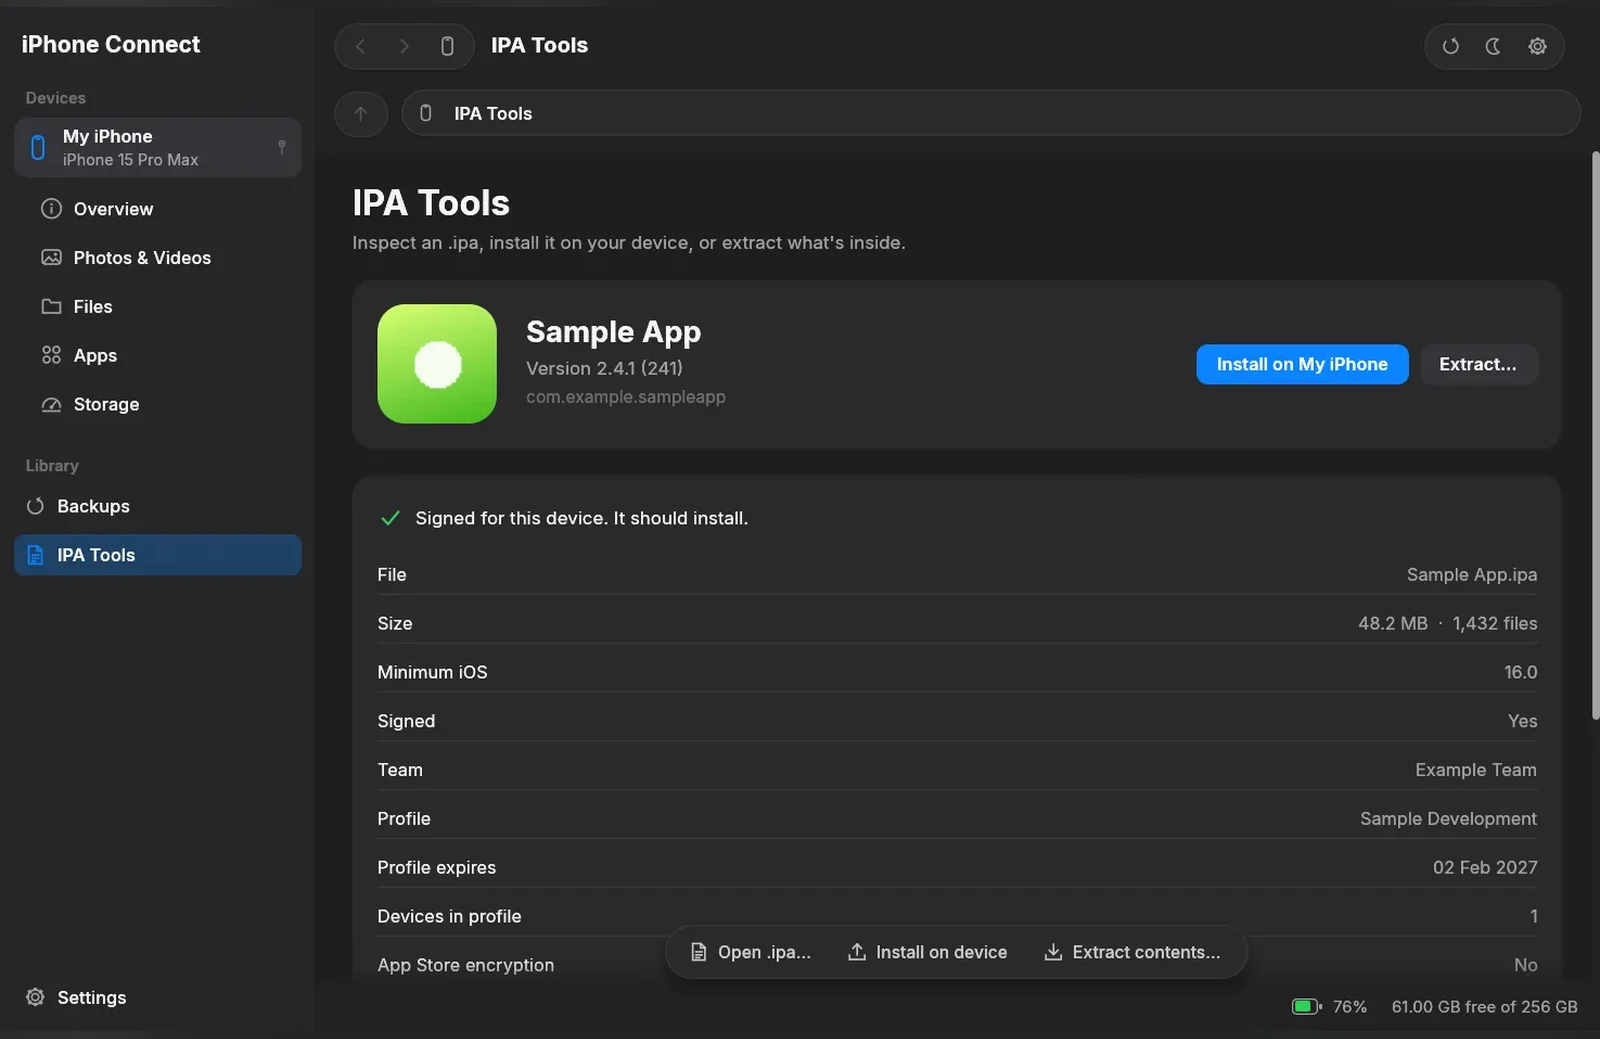 iPhone Connect
Devices
My iPhone
iPhone 15 Pro Max
Overview
Photos & Videos
Files
Apps
Storage
Library
Backups
IPA Tools
Settings
IPA Tools
IPA Tools
IPA Tools
Inspect an .ipa, install it on your device, or extract what's inside.
Sample App
Version 2.4.1 (241)
com.example.sampleapp
Install on My iPhone
Extract...
Signed for this device. It should install.
File Sample App.ipa
Size 48.2 MB · 1,432 files
Minimum iOS 16.0
Signed Yes
Team Example Team
Profile Sample Development
Profile expires 02 Feb 2027
Devices in profile 1
App Store encryption No
Open .ipa... Install on device Extract contents...
76% 61.00 GB free of 256 GB